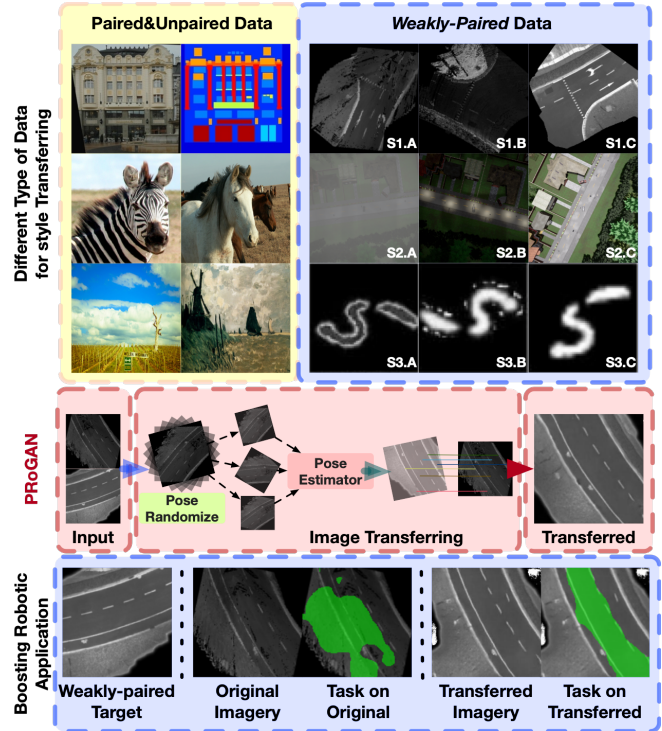 Paired&Unpaired Data
Weakly-Paired Data
Different Type of Data
for style Transferring
S1.A
S1.B
S1.C
S2.A
S2.B
S2.C
S3.A
S3.B
S3.C
PRoGAN
Input
Pose
Randomize
Pose
Estimator
Image Transferring
Transferred
Boosting Robotic
Application
Weakly-paired
Target
Original
Imagery
Task on
Original
Transferred
Imagery
Task on
Transferred